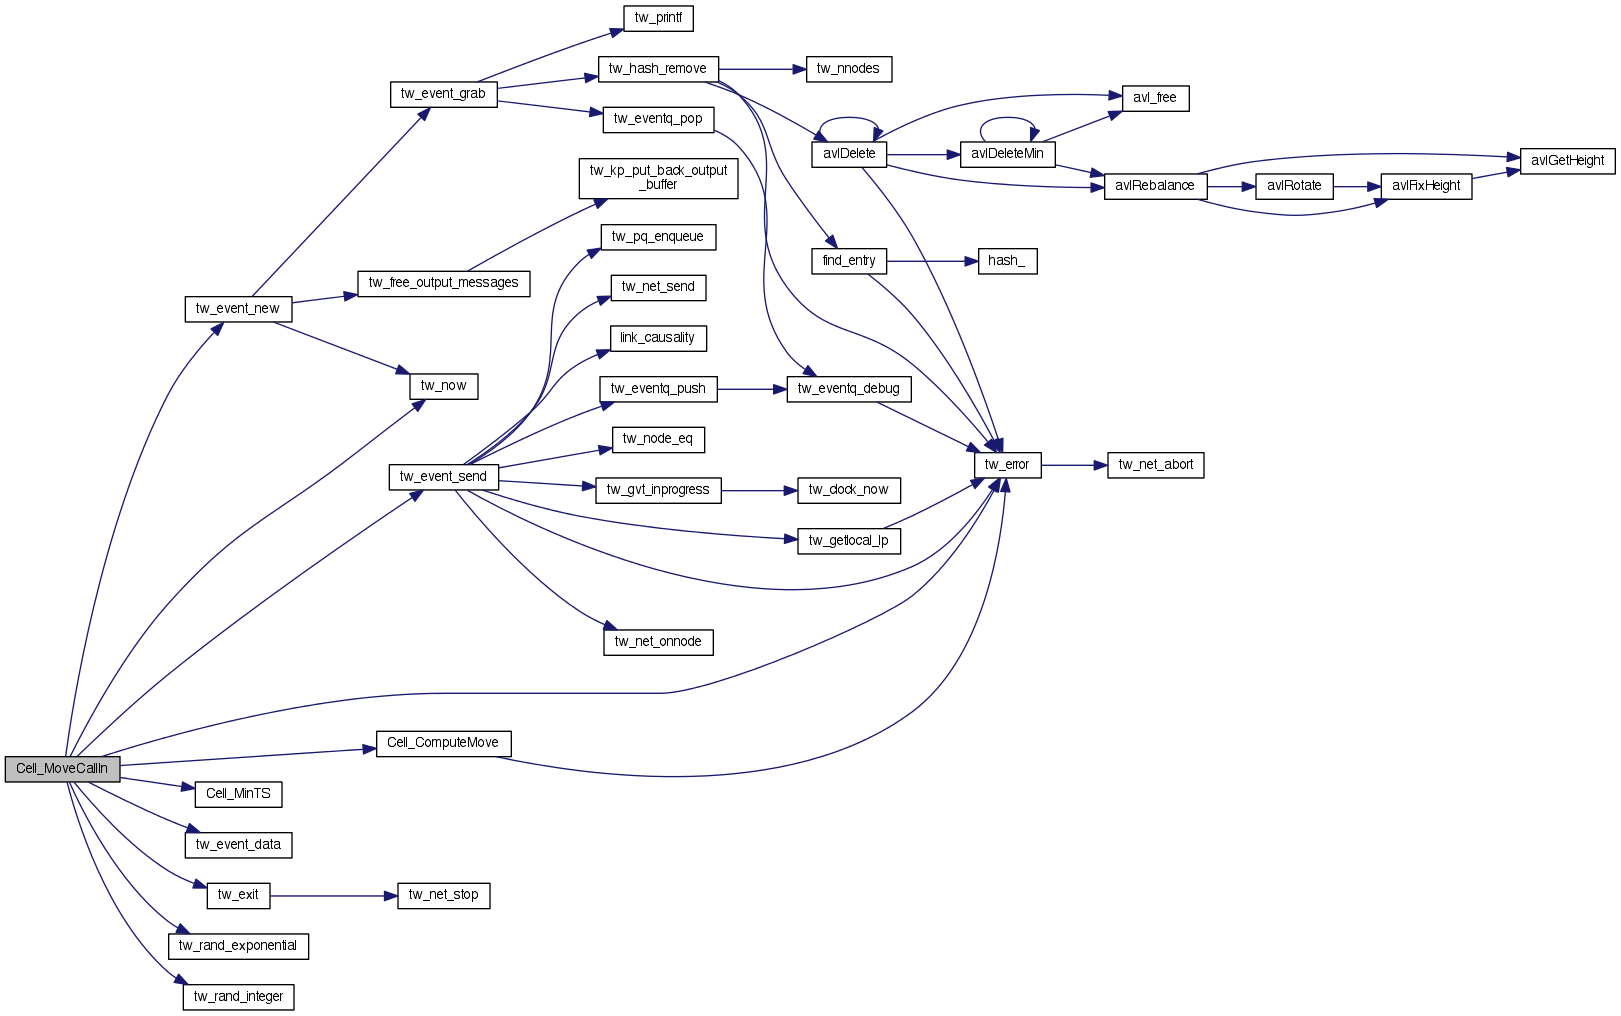 tw_printf
tw_hash_remove
tw_nnodes
tw_event_grab
avl_free
tw_eventq_pop
avlDelete
avlDeleteMin
avlGetHeight
tw_kp_put_back_output
_buffer
avlRebalance
avlRotate
avlFixHeight
tw_pq_enqueue
find_entry
hash_
tw_free_output_messages
tw_net_send
tw_event_new
link_causality
tw_now
tw_eventq_push
tw_eventq_debug
tw_node_eq
tw_event_send
tw_error
tw_net_abort
tw_gvt_inprogress
tw_clock_now
tw_getlocal_lp
tw_net_onnode
Cell_ComputeMove
Cell_MoveCallIn
Cell_MinTS
tw_event_data
tw_exit
tw_net_stop
tw_rand_exponential
tw_rand_integer